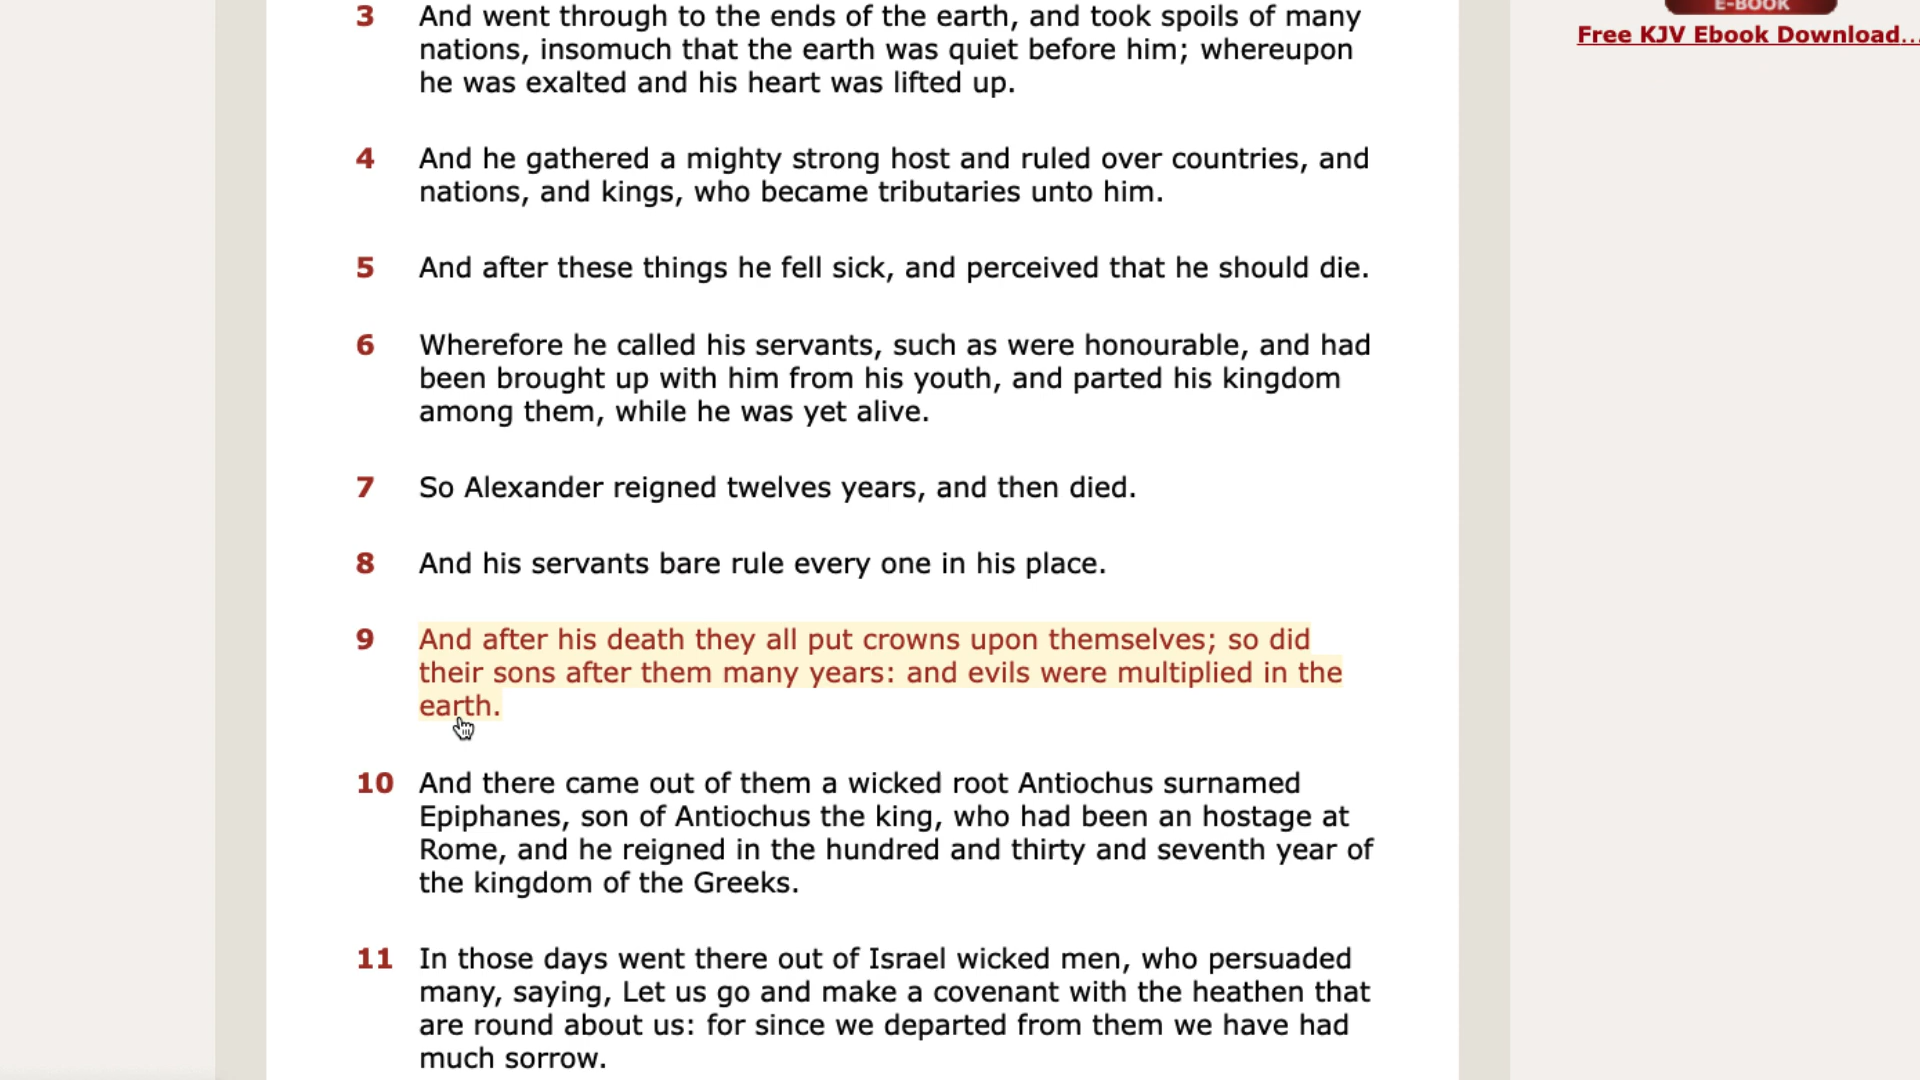 E-BOOK
Free KJV Ebook Download...
3 And went through to the ends of the earth, and took spoils of many
nations, insomuch that the earth was quiet before him; whereupon
he was exalted and his heart was lifted up.
4 And he gathered a mighty strong host and ruled over countries, and
nations, and kings, who became tributaries unto him.
5 And after these things he fell sick, and perceived that he should die.
6 Wherefore he called his servants, such as were honourable, and had
been brought up with him from his youth, and parted his kingdom
among them, while he was yet alive.
7 So Alexander reigned twelves years, and then died.
8 And his servants bare rule every one in his place.
9 And after his death they all put crowns upon themselves; so did
their sons after them many years: and evils were multiplied in the
earth.
10 And there came out of them a wicked root Antiochus surnamed
Epiphanes, son of Antiochus the king, who had been an hostage at
Rome, and he reigned in the hundred and thirty and seventh year of
the kingdom of the Greeks.
11 In those days went there out of Israel wicked men, who persuaded
many, saying, Let us go and make a covenant with the heathen that
are round about us: for since we departed from them we have had
much sorrow.